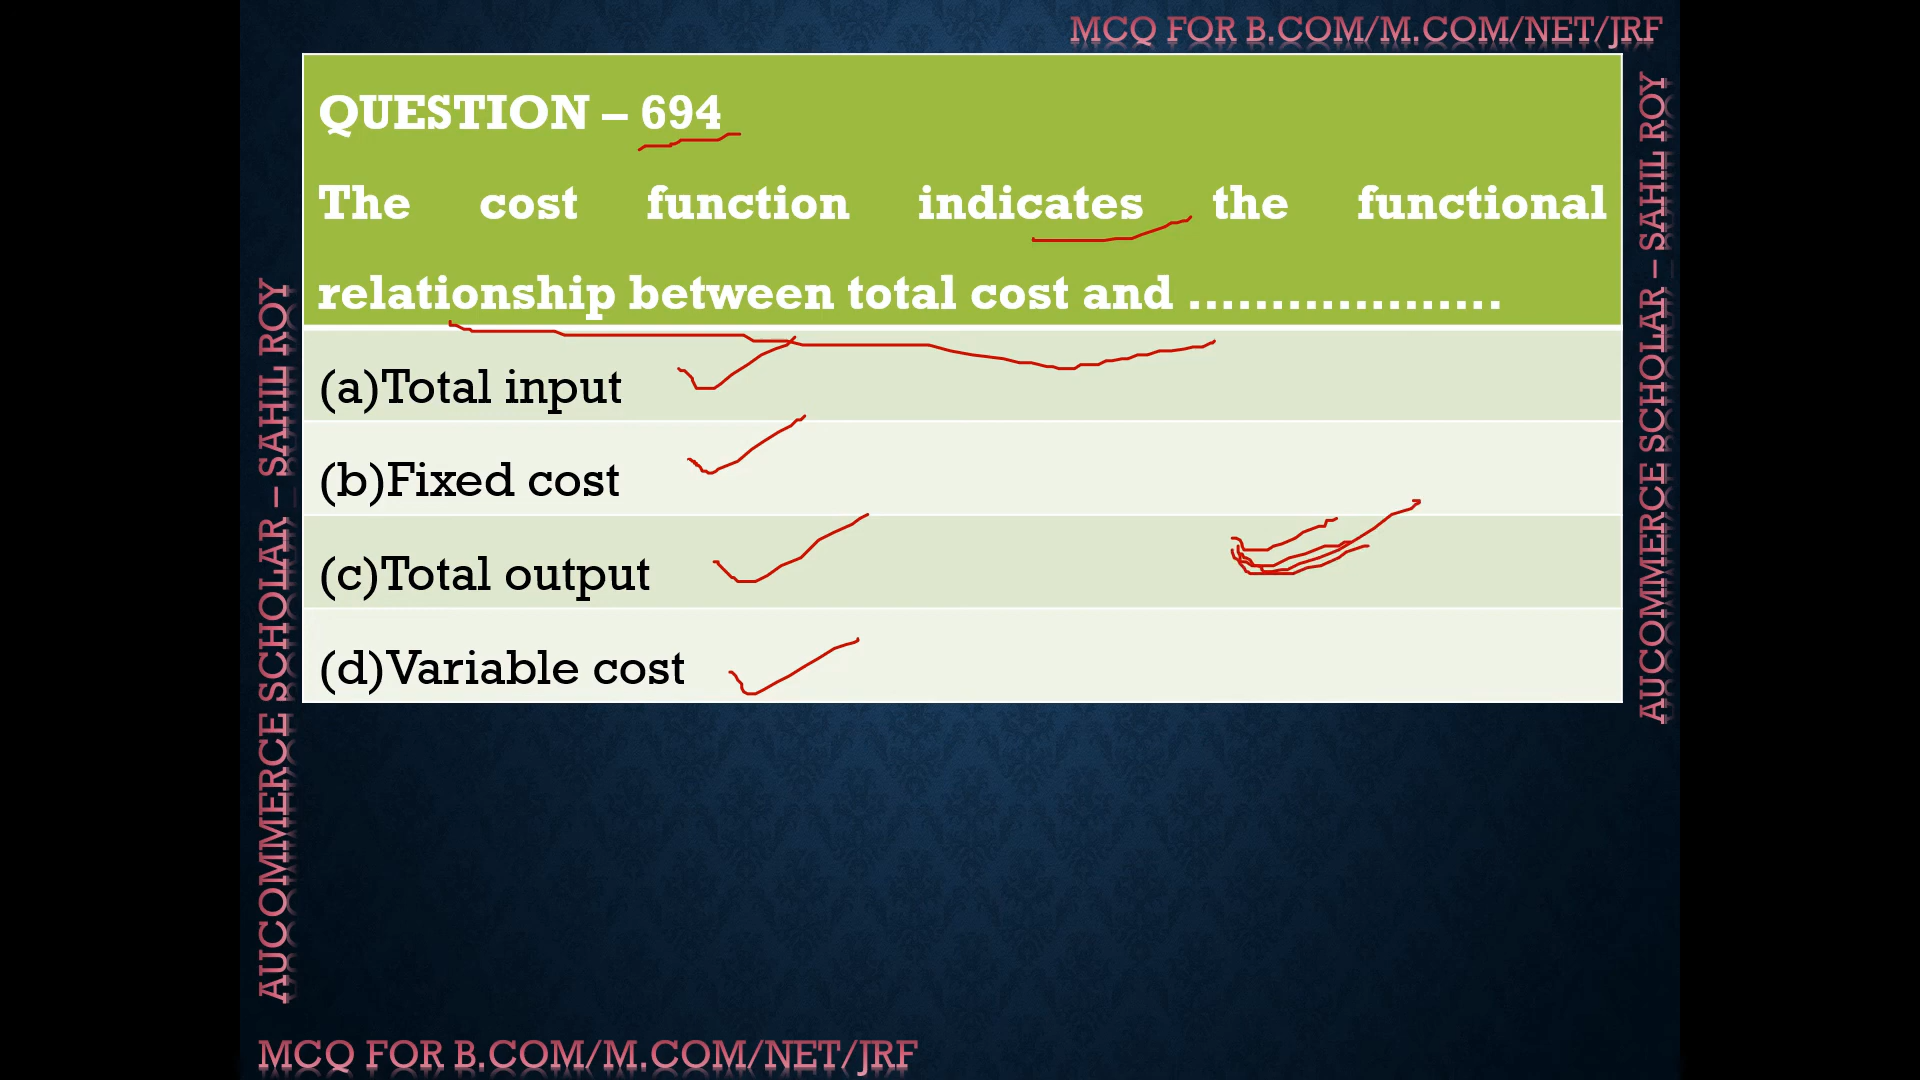 MCQ FOR B.COM/M.COM/NET/JRF
QUESTION – 694
The cost function indicates the functional
relationship between total cost and ...................
(a)Total input
(b)Fixed cost
(c)Total output
(d)Variable cost
AUCOMMERCE SCHOLAR – SAHIL ROY
AUCOMMERCE SCHOLAR – SAHIL ROY
MCQ FOR B.COM/M.COM/NET/JRF